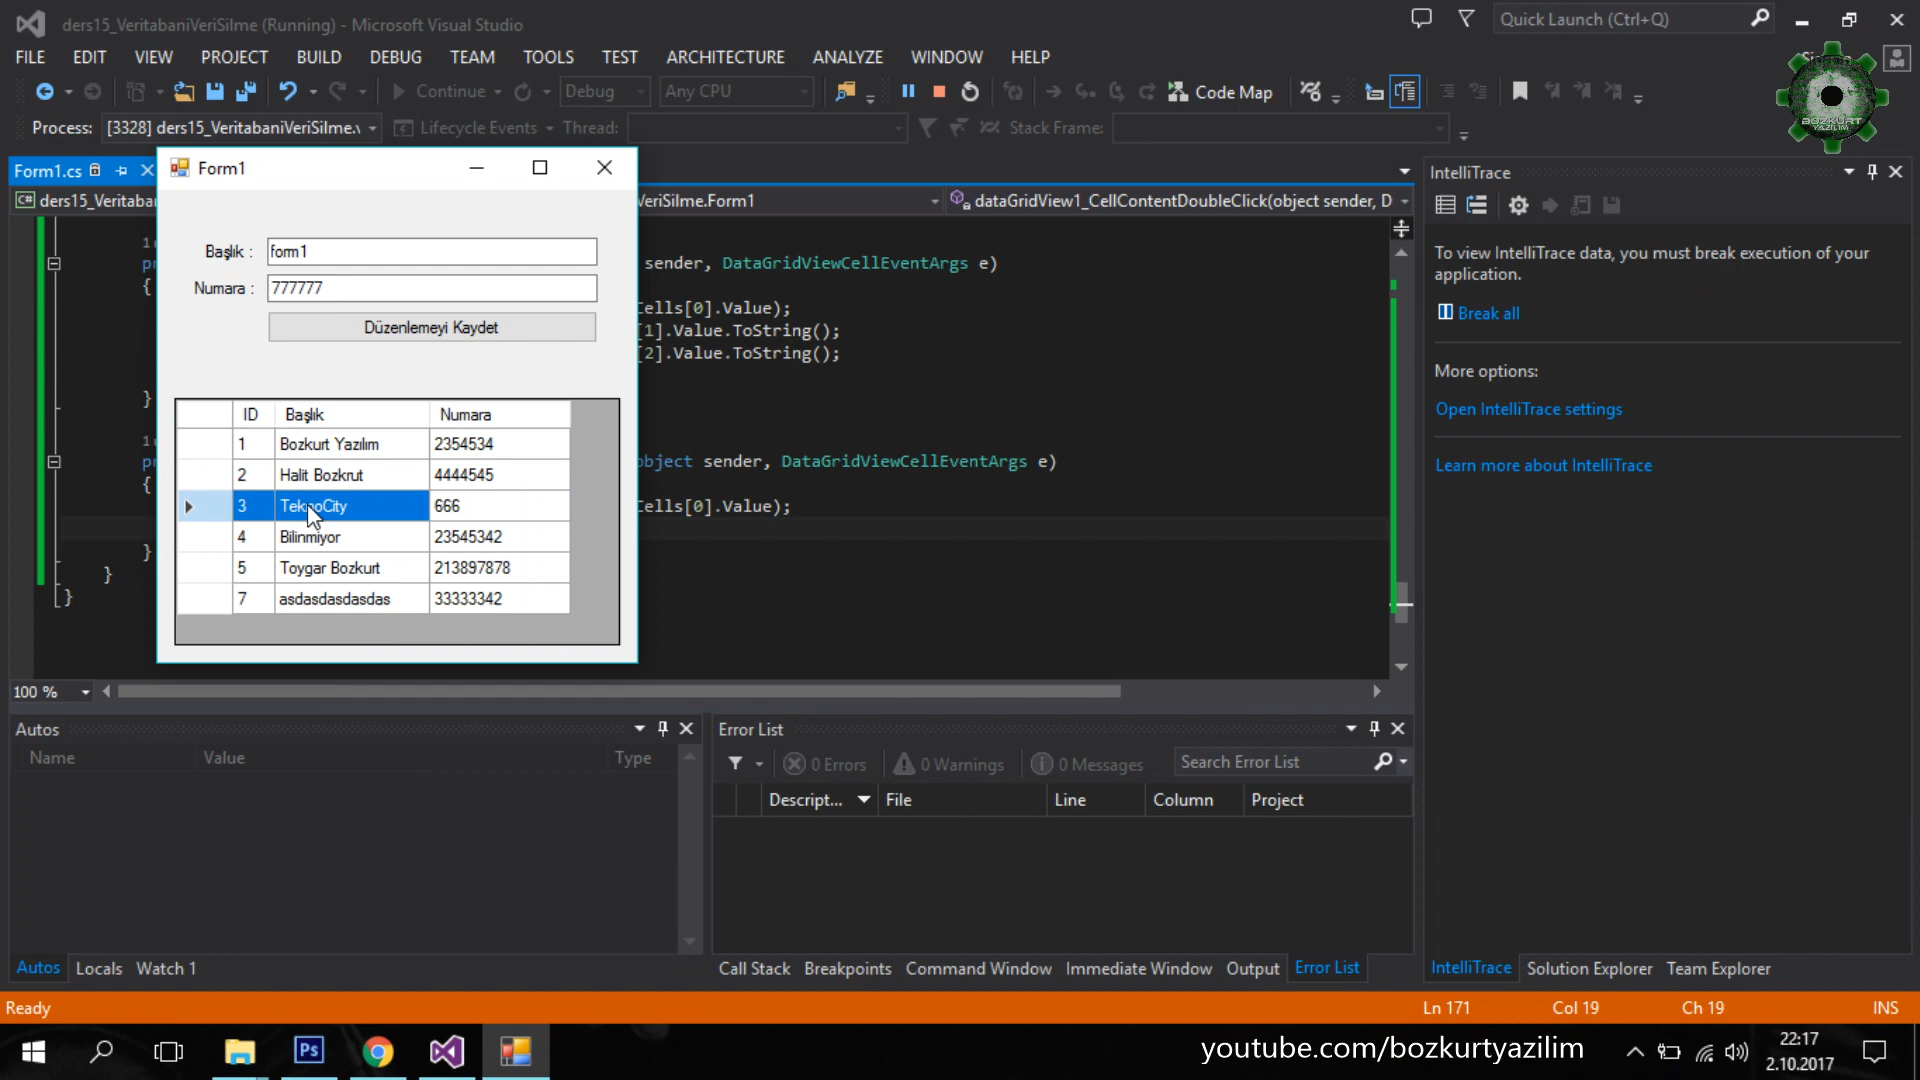 ders15_VeritabaniVeriSilme (Running) - Microsoft Visual Studio
Quick Launch (Ctrl+Q)
FILE EDIT VIEW PROJECT BUILD DEBUG TEAM TOOLS TEST ARCHITECTURE ANALYZE WINDOW HELP
Continue Debug Any CPU Code Map
BOZKURT
YAZILIM
Process: [3328] ders15_VeritabaniVeriSilme.v Lifecycle Events Thread: Stack Frame:
Form1.cs
Form1
IntelliTrace
ders15_Veritabai
VeriSilme.Form1
dataGridView1_CellContentDoubleClick(object sender, D
Başlık : form1
Numara : 777777
Düzenlemeyi Kaydet
sender, DataGridViewCellEventArgs e)
{
Cells[0].Value);
[1].Value.ToString();
[2].Value.ToString();
}
object sender, DataGridViewCellEventArgs e)
{
Cells[0].Value);
}
}
}
ID Başlık Numara
1 Bozkurt Yazılım 2354534
2 Halit Bozkrut 4444545
3 TeknoCity 666
4 Bilinmiyor 23545342
5 Toygar Bozkurt 213897878
7 asdasdasdasdas 33333342
To view IntelliTrace data, you must break execution of your
application.
Break all
More options:
Open IntelliTrace settings
Learn more about IntelliTrace
100 %
Autos
Name Value Type
Error List
0 Errors 0 Warnings 0 Messages Search Error List
Descript... File Line Column Project
Autos Locals Watch 1
Call Stack Breakpoints Command Window Immediate Window Output Error List
IntelliTrace Solution Explorer Team Explorer
Ready Ln 171 Col 19 Ch 19 INS
Ps
youtube.com/bozkurtyazilim
22:17
2.10.2017